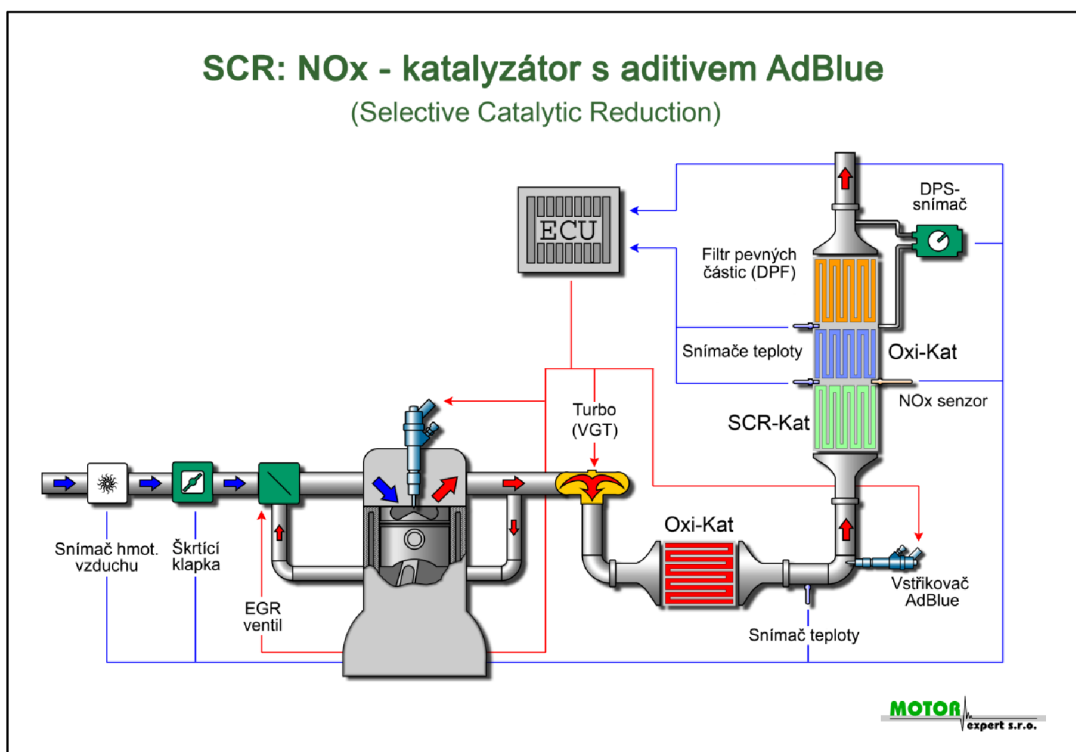 SCR: NOx - katalyzátor s aditivem AdBlue
(Selective Catalytic Reduction)
ECU
DPS-
snímač
Filtr pevných
částic (DPF)
Snímače teploty
Oxi-Kat
NOx senzor
SCR-Kat
Turbo
(VGT)
Oxi-Kat
Snímač hmot.
vzduchu
Škrtící
klapka
EGR
ventil
Vstřikovač
AdBlue
Snímač teploty
MOTOR
expert s.r.o.